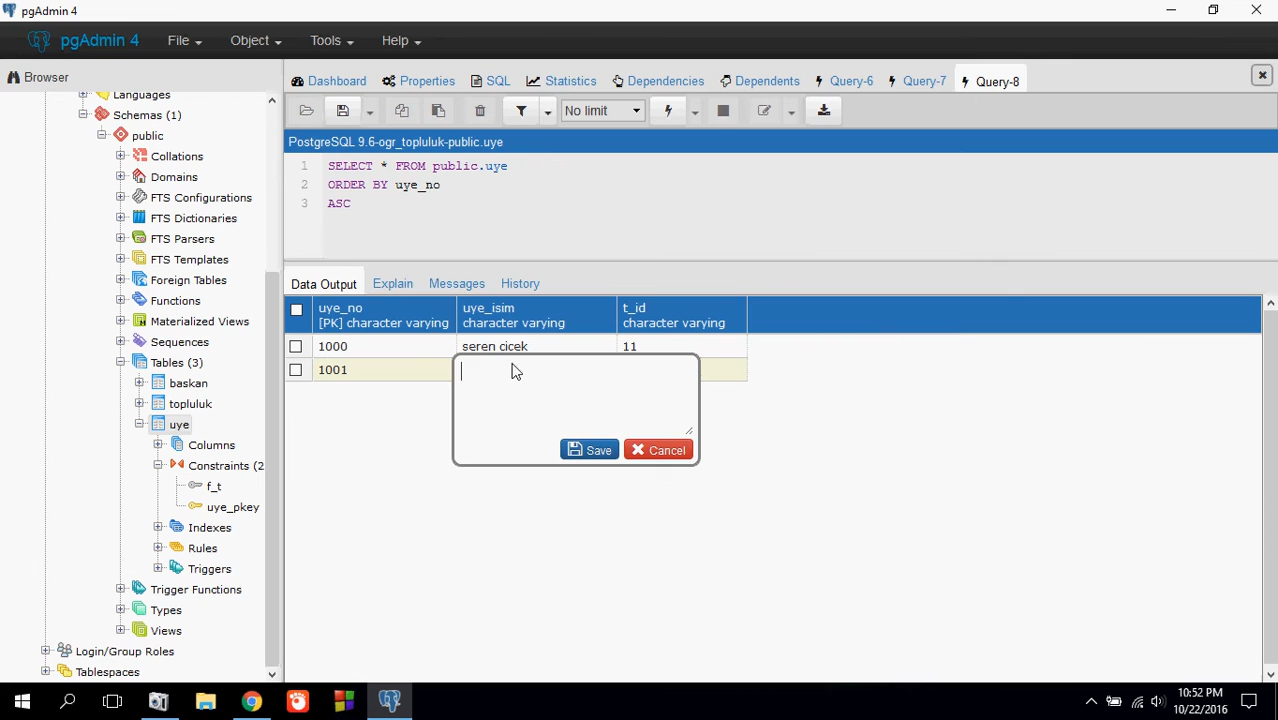 pgAdmin 4
pgAdmin 4 File Object Tools Help
Browser
Dashboard Properties SQL Statistics Dependencies Dependents Query-6 Query-7 Query-8
No limit
PostgreSQL 9.6-ogr_topluluk-public.uye
1 SELECT * FROM public.uye
2 ORDER BY uye_no
3 ASC
Languages
Schemas (1)
public
Collations
Domains
FTS Configurations
FTS Dictionaries
FTS Parsers
FTS Templates
Foreign Tables
Functions
Materialized Views
Sequences
Tables (3)
baskan
topluluk
uye
Columns
Constraints (2
f_t
uye_pkey
Indexes
Rules
Triggers
Trigger Functions
Types
Views
Login/Group Roles
Tablespaces
Data Output Explain Messages History
uye_no uye_isim t_id
[PK] character varying character varying character varying
1000 seren cicek 11
1001
Save Cancel
10:52 PM
10/22/2016